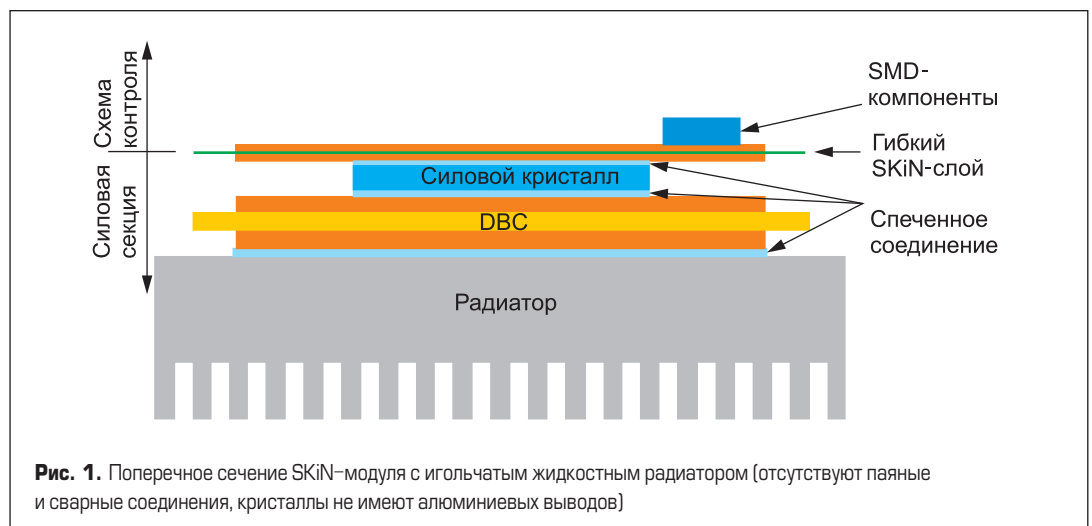 Схема
контроля
Силовая
секция
SMD-
компоненты
Гибкий
SKiN-слой
Силовой кристалл
DBC
Спеченное
соединение
Радиатор
Рис. 1. Поперечное сечение SKiN–модуля с игольчатым жидкостным радиатором (отсутствуют паяные
и сварные соединения, кристаллы не имеют алюминиевых выводов)